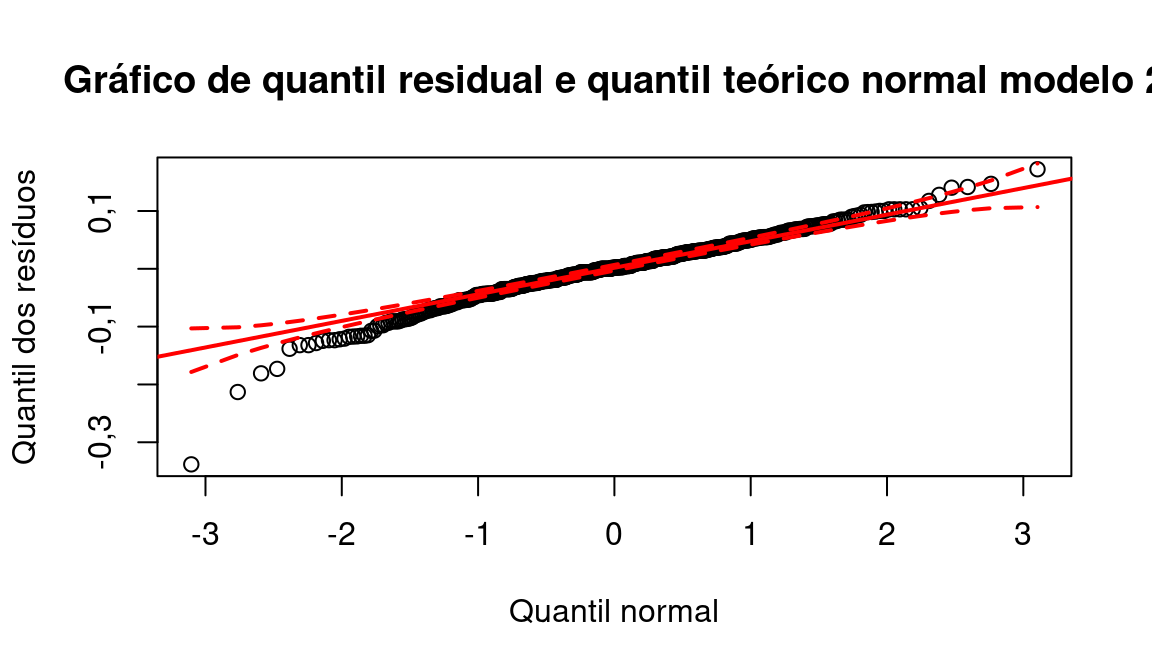 Gráfico de quantil residual e quantil teórico normal modelo 2
Quantil dos resíduos
0,1
-0,1
-0,3
-3 -2 -1 0 1 2 3
Quantil normal